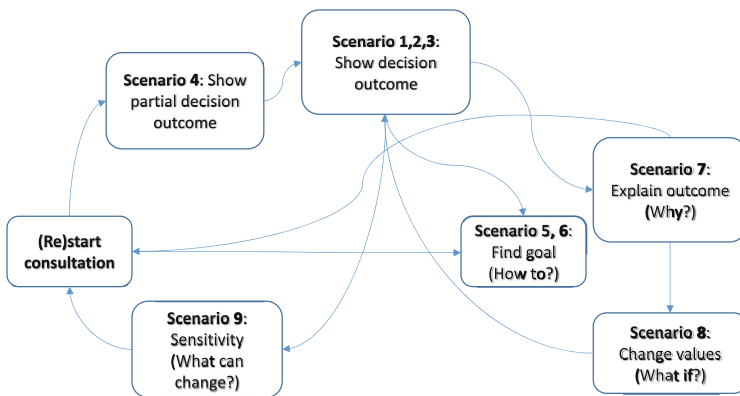 Scenario 1,2,3:
Show decision
outcome
Scenario 4: Show
partial decision
outcome
Scenario 7:
Explain outcome
(Why?)
(Re)start
consultation
Scenario 5, 6:
Find goal
(How to?)
Scenario 9:
Sensitivity
(What can
change?)
Scenario 8:
Change values
(What if?)